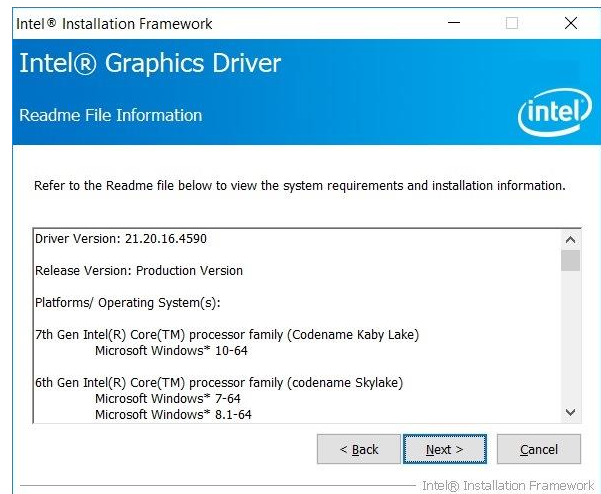 Intel® Installation Framework
Intel® Graphics Driver
Readme File Information
intel
Refer to the Readme file below to view the system requirements and installation information.
Driver Version: 21.20.16.4590
Release Version: Production Version
Platforms/ Operating System(s):
7th Gen Intel(R) Core(TM) processor family (Codename Kaby Lake)
Microsoft Windows* 10-64
6th Gen Intel(R) Core(TM) processor family (codename Skylake)
Microsoft Windows* 7-64
Microsoft Windows* 8.1-64
< Back Next > Cancel
Intel® Installation Framework